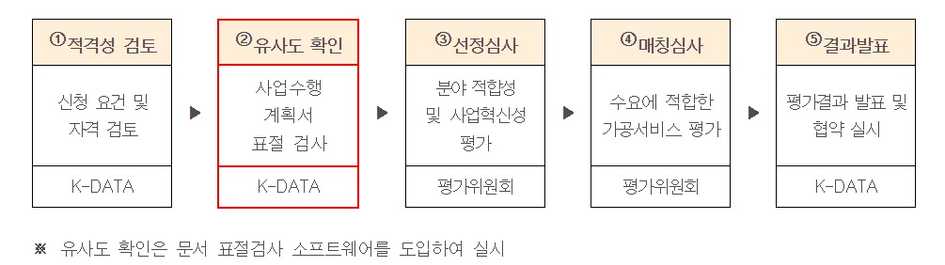 ①적격성 검토
신청 요건 및
자격 검토
K-DATA
②유사도 확인
사업수행
계획서
표절 검사
K-DATA
③선정심사
분야 적합성
및 사업혁신성
평가
평가위원회
④매칭심사
수요에 적합한
가공서비스 평가
평가위원회
⑤결과발표
평가결과 발표 및
협약 실시
K-DATA
※ 유사도 확인은 문서 표절검사 소프트웨어를 도입하여 실시